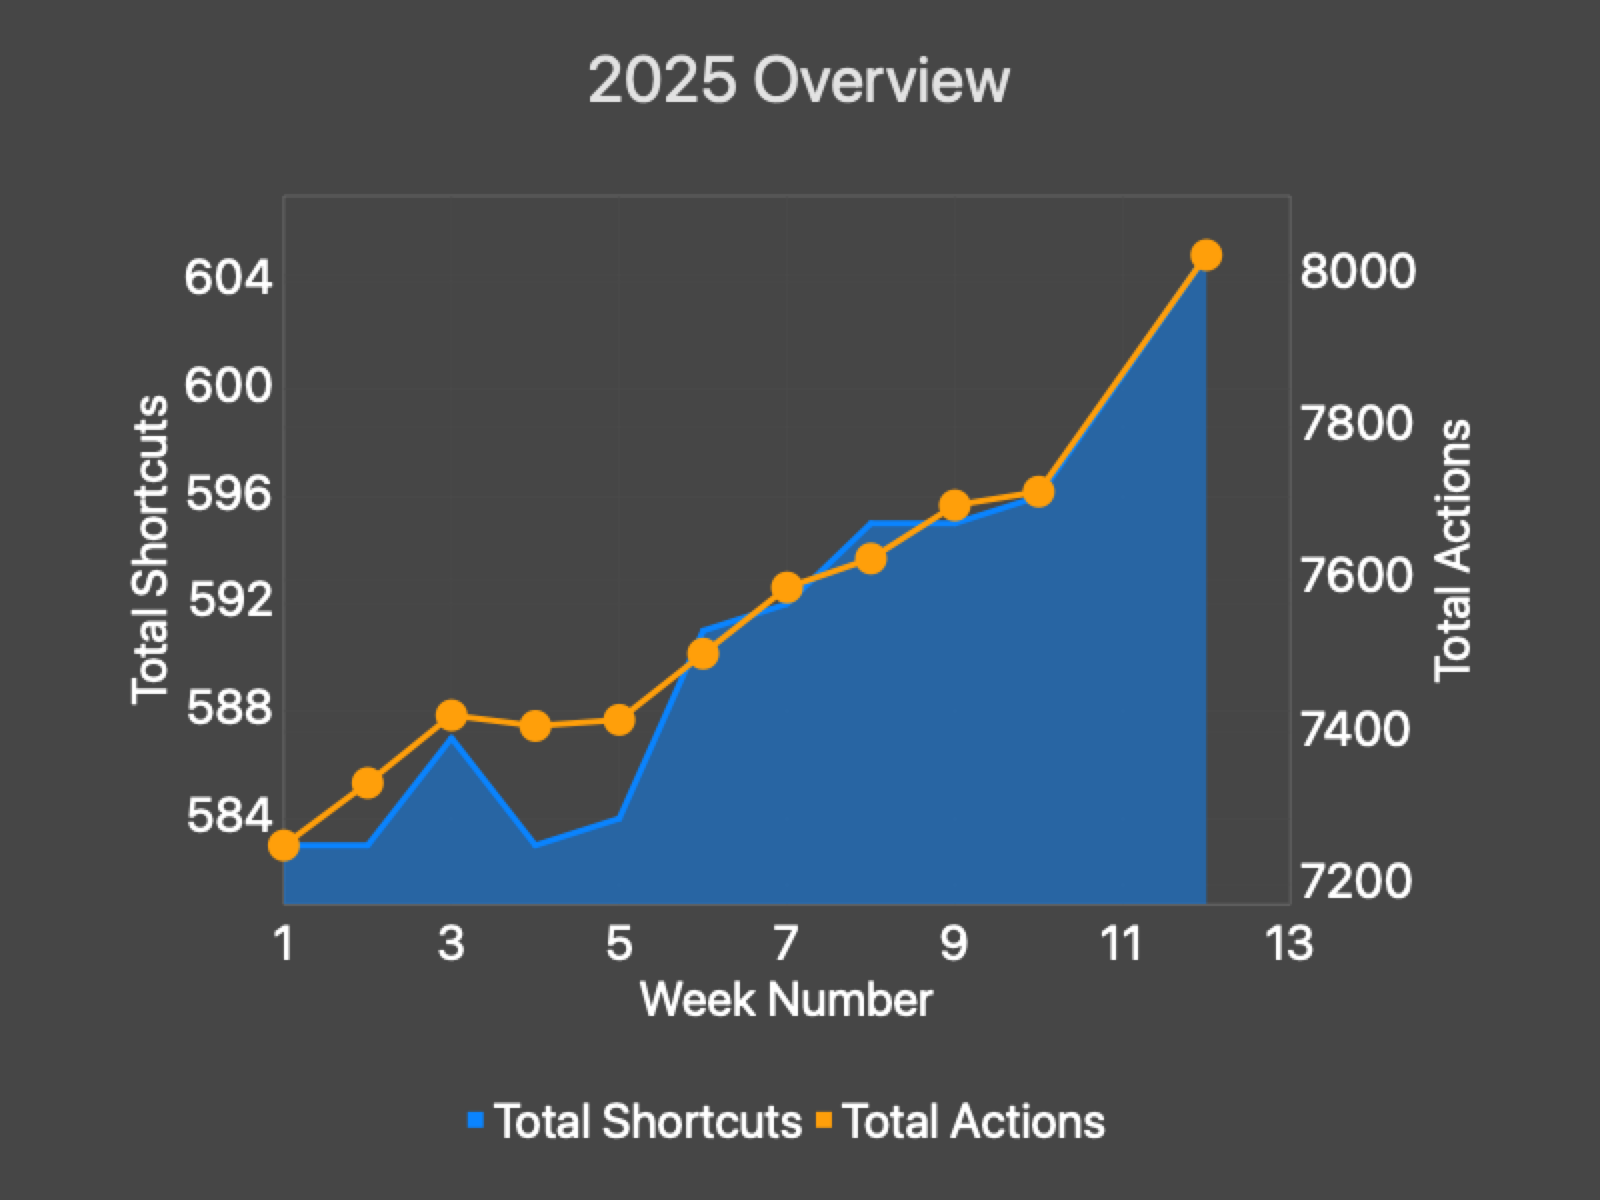 2025 Overview
Total Shortcuts
604
600
596
592
588
584
8000
7800
7600
7400
7200
Total Actions
1 3 5 7 9 11 13
Week Number
Total Shortcuts Total Actions